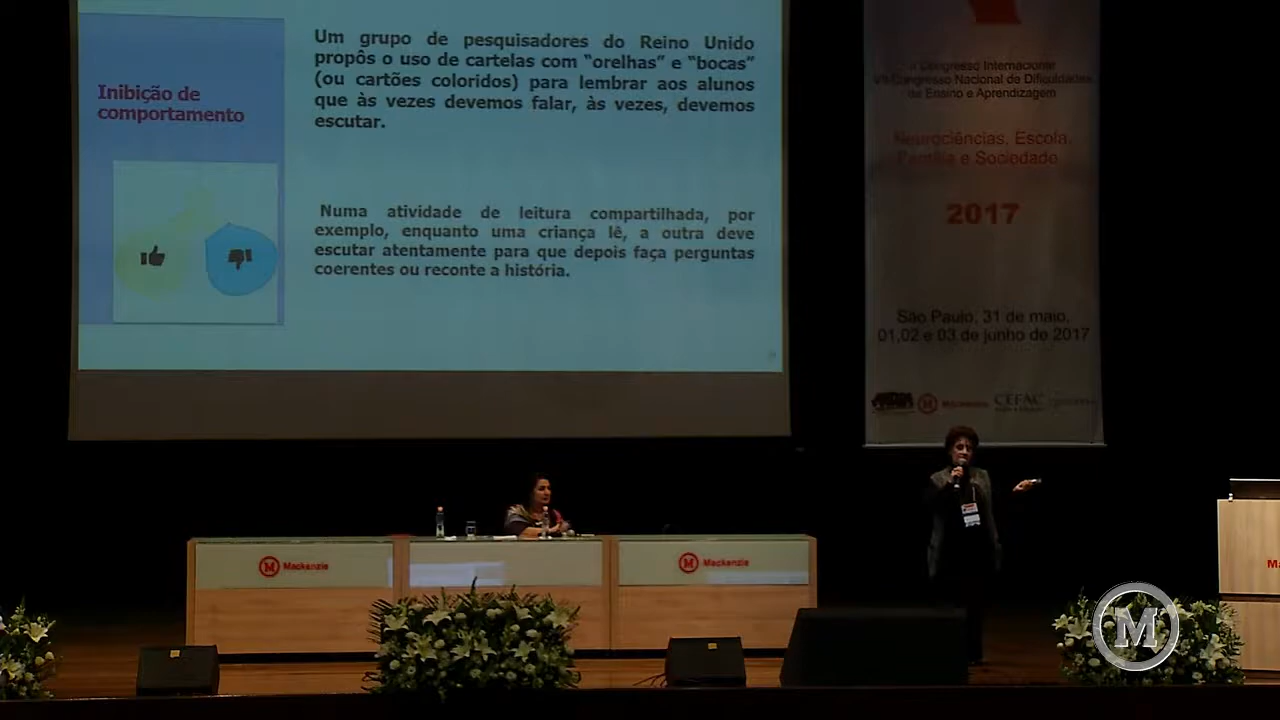 Inibição de
comportamento
Um grupo de pesquisadores do Reino Unido
propôs o uso de cartelas com “orelhas” e “bocas”
(ou cartões coloridos) para lembrar aos alunos
que às vezes devemos falar, às vezes, devemos
escutar.
Numa atividade de leitura compartilhada, por
exemplo, enquanto uma criança lê, a outra deve
escutar atentamente para que depois faça perguntas
coerentes ou reconte a história.
Congresso Internacional
Congresso Nacional de Dificuldades
de Ensino e Aprendizagem
Neurociências, Escola,
Família e Sociedade
2017
São Paulo, 31 de maio,
01,02 e 03 de junho de 2017
Mackenzie
CEFAC
M Mackenzie
M Mackenzie
M